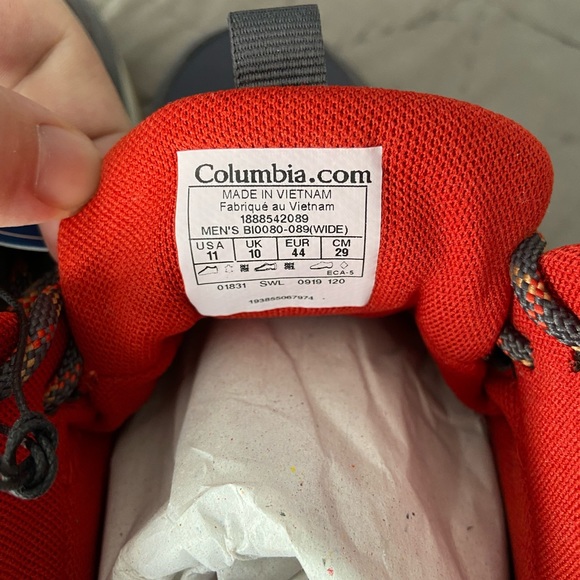 Columbia.com
MADE IN VIETNAM
Fabriqué au Vietnam
1888542089
MEN'S BI0080-089(WIDE)
USA UK EUR CM
11 10 44 29
ECA-5
01831 SWL 0919 120
193855067974